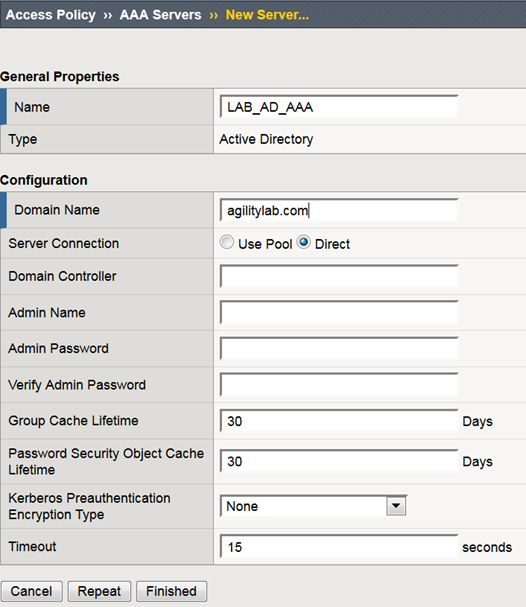 Access Policy ›› AAA Servers ›› New Server...
General Properties
Name LAB_AD_AAA
Type Active Directory
Configuration
Domain Name agilitylab.com
Server Connection Use Pool Direct
Domain Controller
Admin Name
Admin Password
Verify Admin Password
Group Cache Lifetime 30 Days
Password Security Object Cache
Lifetime 30 Days
Kerberos Preauthentication
Encryption Type None
Timeout 15 seconds
Cancel Repeat Finished